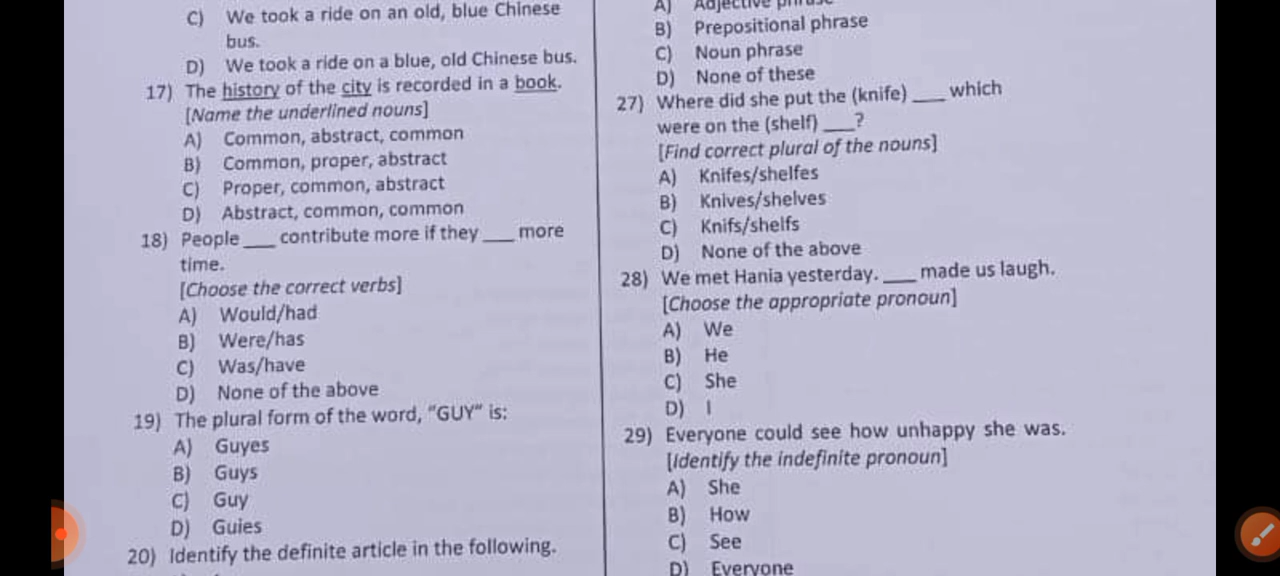 C) We took a ride on an old, blue Chinese
bus.
D) We took a ride on a blue, old Chinese bus.
17) The history of the city is recorded in a book.
[Name the underlined nouns]
A) Common, abstract, common
B) Common, proper, abstract
C) Proper, common, abstract
D) Abstract, common, common
18) People ___ contribute more if they ___ more
time.
[Choose the correct verbs]
A) Would/had
B) Were/has
C) Was/have
D) None of the above
19) The plural form of the word, "GUY" is:
A) Guyes
B) Guys
C) Guy
D) Guies
20) Identify the definite article in the following.
A) Adjective phrase
B) Prepositional phrase
C) Noun phrase
D) None of these
27) Where did she put the (knife) ___ which
were on the (shelf) ___?
[Find correct plural of the nouns]
A) Knifes/shelfes
B) Knives/shelves
C) Knifs/shelfs
D) None of the above
28) We met Hania yesterday. ___ made us laugh.
[Choose the appropriate pronoun]
A) We
B) He
C) She
D) I
29) Everyone could see how unhappy she was.
[Identify the indefinite pronoun]
A) She
B) How
C) See
D) Everyone